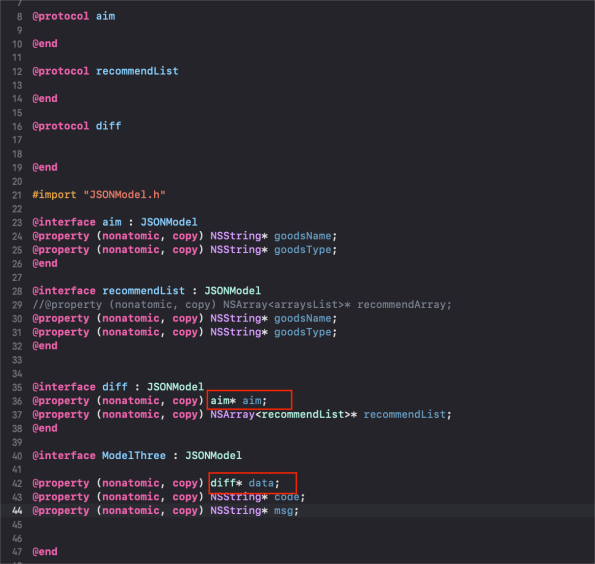 7
8 @protocol aim
9
10 @end
11
12 @protocol recommendList
13
14 @end
15
16 @protocol diff
17
18
19 @end
20
21 #import "JSONModel.h"
22
23 @interface aim : JSONModel
24 @property (nonatomic, copy) NSString* goodsName;
25 @property (nonatomic, copy) NSString* goodsType;
26 @end
27
28 @interface recommendList : JSONModel
29 //@property (nonatomic, copy) NSArray<arraysList>* recommendArray;
30 @property (nonatomic, copy) NSString* goodsName;
31 @property (nonatomic, copy) NSString* goodsType;
32 @end
33
34
35 @interface diff : JSONModel
36 @property (nonatomic, copy) aim* aim;
37 @property (nonatomic, copy) NSArray<recommendList>* recommendList;
38 @end
39
40 @interface ModelThree : JSONModel
41
42 @property (nonatomic, copy) diff* data;
43 @property (nonatomic, copy) NSString* code;
44 @property (nonatomic, copy) NSString* msg;
45
46
47 @end